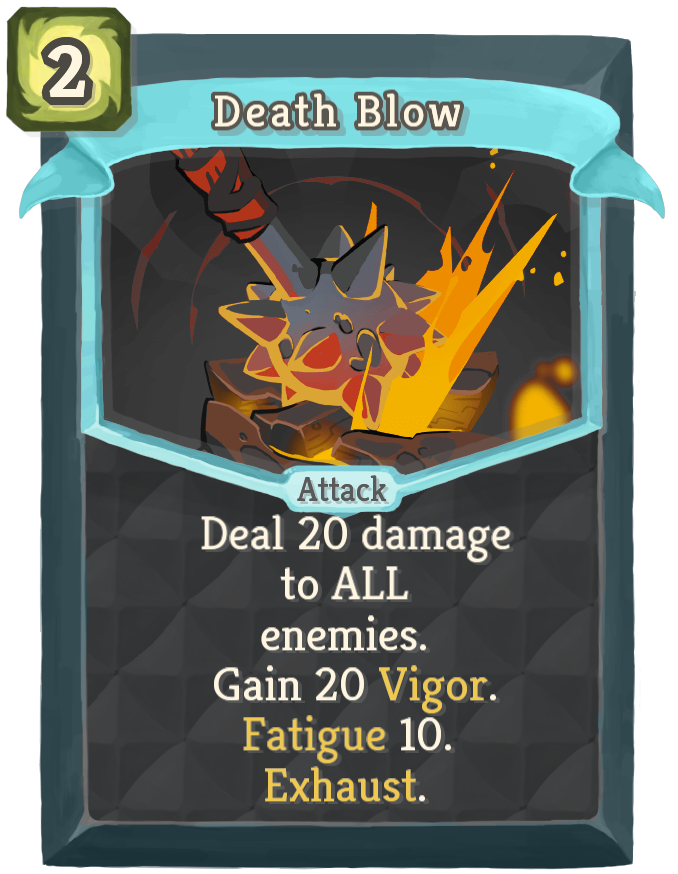 2
Death Blow
Attack
Deal 20 damage
to ALL
enemies.
Gain 20 Vigor.
Fatigue 10.
Exhaust.